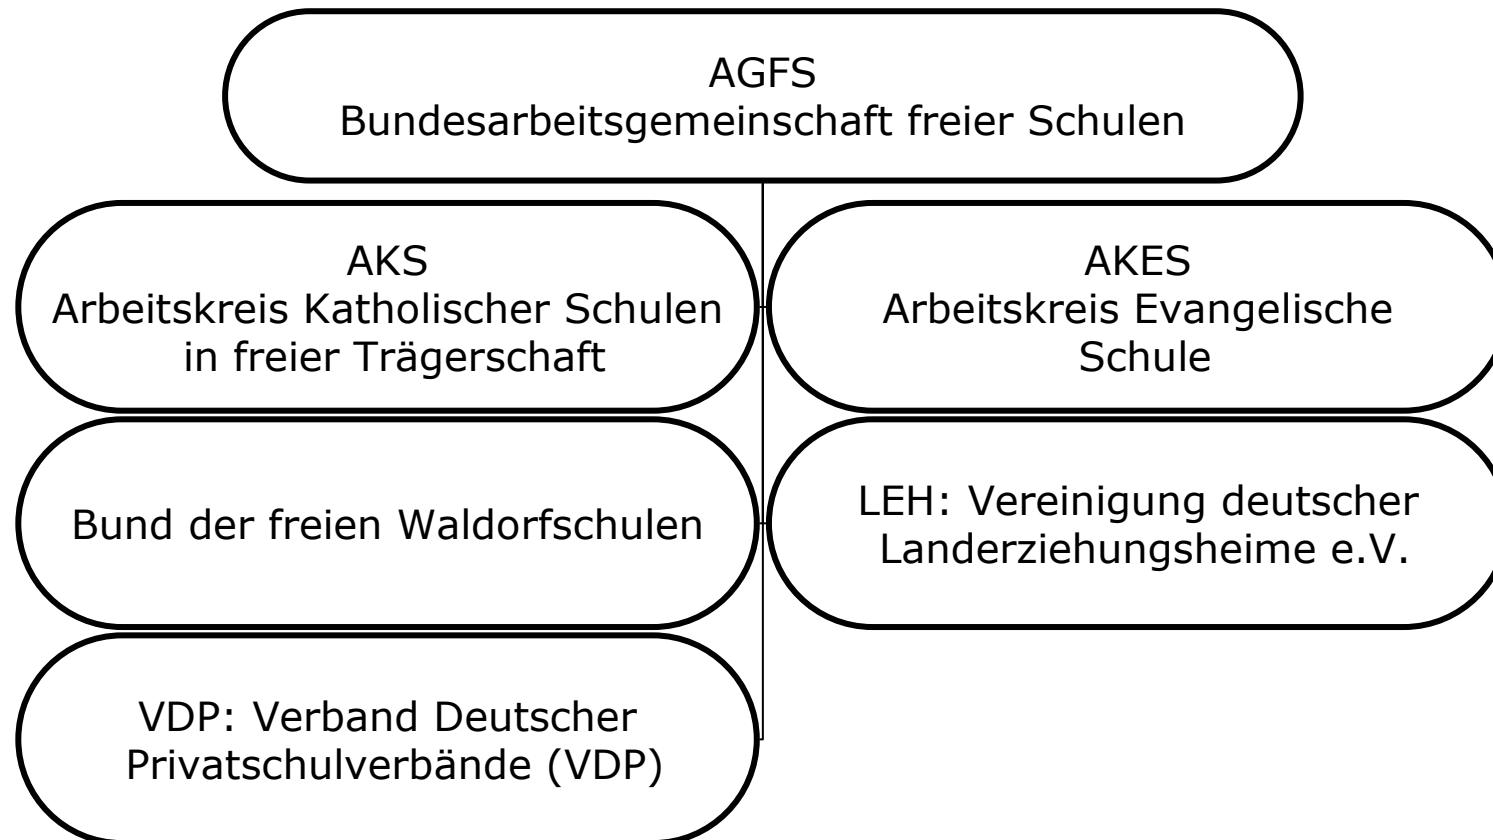 AGFS
Bundesarbeitsgemeinschaft freier Schulen
AKS
Arbeitskreis Katholischer Schulen
in freier Trägerschaft
AKES
Arbeitskreis Evangelische
Schule
Bund der freien Waldorfschulen
LEH: Vereinigung deutscher
Landerziehungsheime e.V.
VDP: Verband Deutscher
Privatschulverbände (VDP)